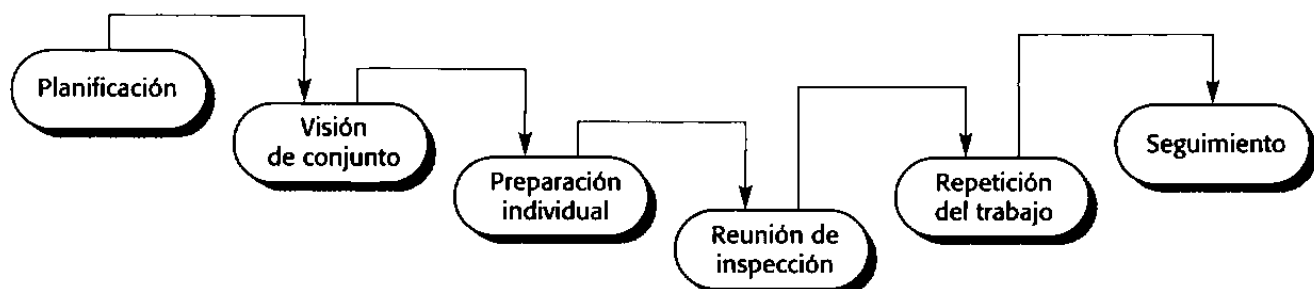 Planificación
Visión
de conjunto
Preparación
individual
Reunión de
inspección
Repetición
del trabajo
Seguimiento